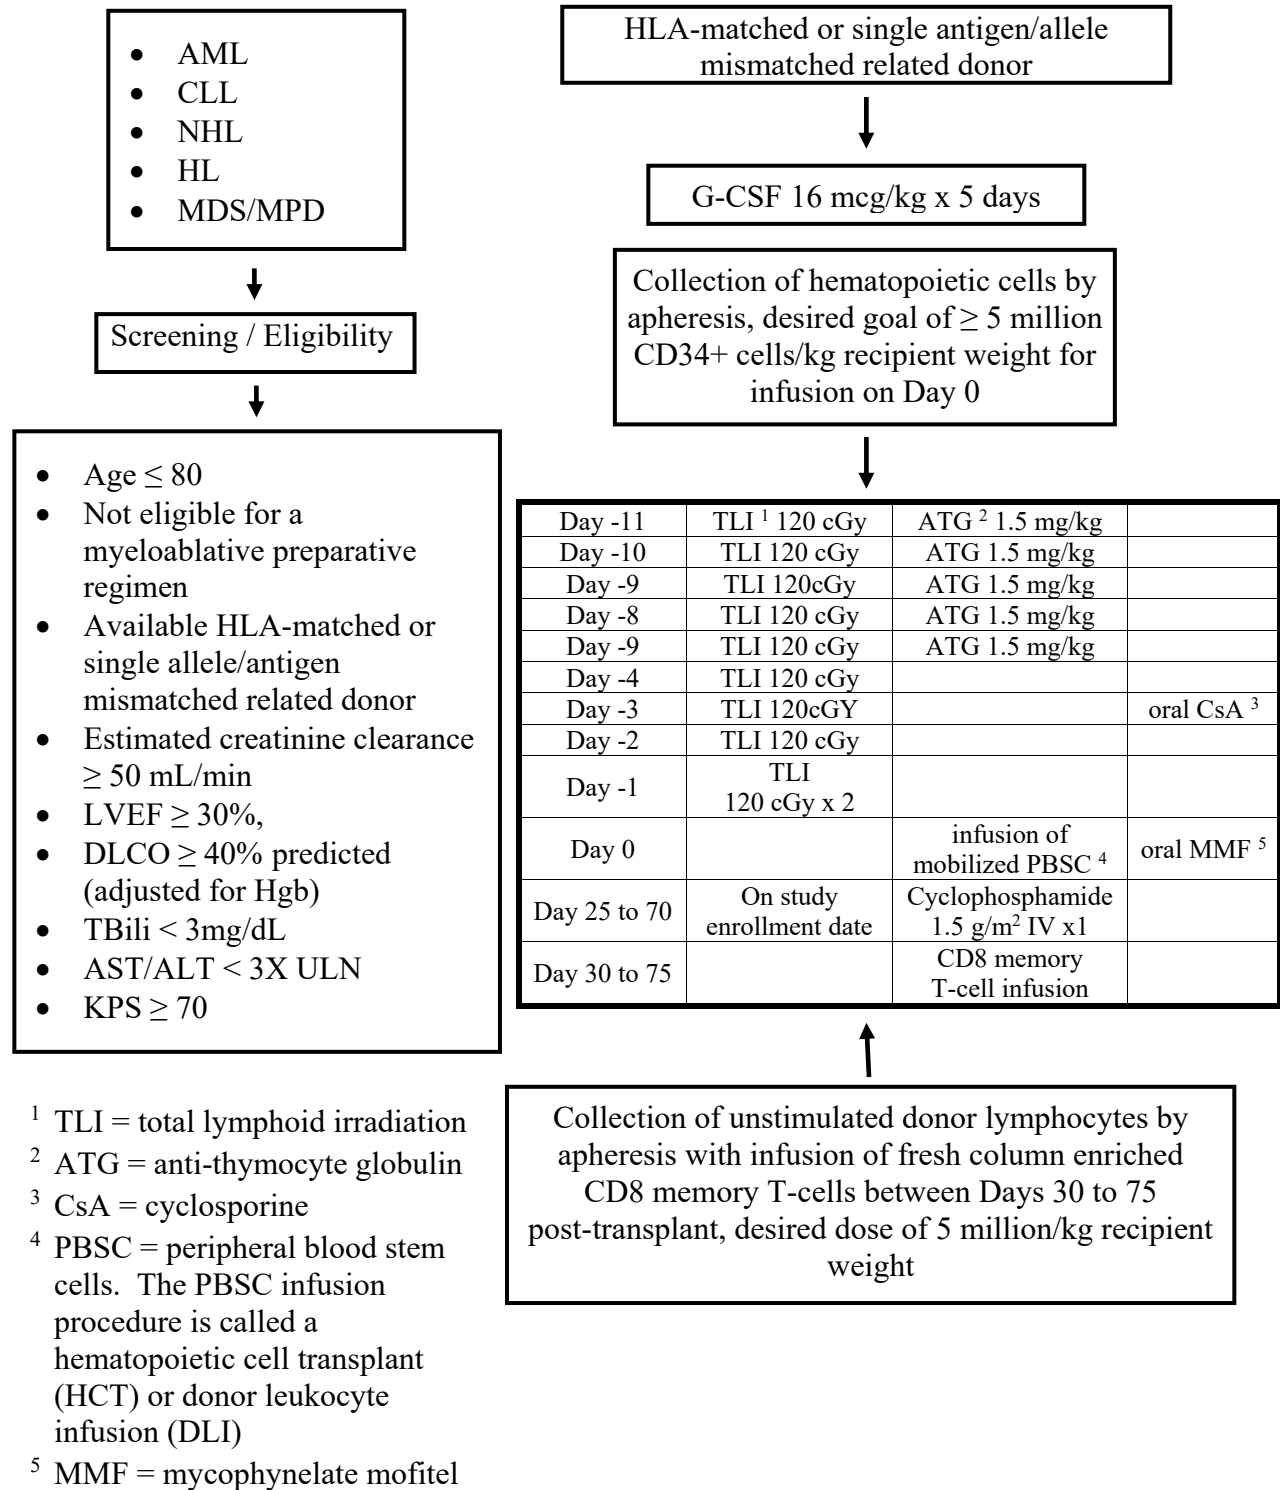 • AML
• CLL
• NHL
• HL
• MDS/MPD
Screening / Eligibility
• Age ≤ 80
• Not eligible for a
myeloablative preparative
regimen
• Available HLA-matched or
single allele/antigen
mismatched related donor
• Estimated creatinine clearance
≥ 50 mL/min
• LVEF ≥ 30%,
• DLCO ≥ 40% predicted
(adjusted for Hgb)
• TBili < 3mg/dL
• AST/ALT < 3X ULN
• KPS ≥ 70
HLA-matched or single antigen/allele
mismatched related donor
G-CSF 16 mcg/kg x 5 days
Collection of hematopoietic cells by
apheresis, desired goal of ≥ 5 million
CD34+ cells/kg recipient weight for
infusion on Day 0
Day -11 TLI ¹ 120 cGy ATG ² 1.5 mg/kg
Day -10 TLI 120 cGy ATG 1.5 mg/kg
Day -9 TLI 120cGy ATG 1.5 mg/kg
Day -8 TLI 120 cGy ATG 1.5 mg/kg
Day -9 TLI 120 cGy ATG 1.5 mg/kg
Day -4 TLI 120 cGy
Day -3 TLI 120cGY oral CsA ³
Day -2 TLI 120 cGy
Day -1
TLI
120 cGy x 2
Day 0
infusion of
mobilized PBSC ⁴
oral MMF ⁵
Day 25 to 70
On study
enrollment date
Cyclophosphamide
1.5 g/m² IV x1
Day 30 to 75
CD8 memory
T-cell infusion
Collection of unstimulated donor lymphocytes by
apheresis with infusion of fresh column enriched
CD8 memory T-cells between Days 30 to 75
post-transplant, desired dose of 5 million/kg recipient
weight
¹ TLI = total lymphoid irradiation
² ATG = anti-thymocyte globulin
³ CsA = cyclosporine
⁴ PBSC = peripheral blood stem
cells. The PBSC infusion
procedure is called a
hematopoietic cell transplant
(HCT) or donor leukocyte
infusion (DLI)
⁵ MMF = mycophynelate mofitel